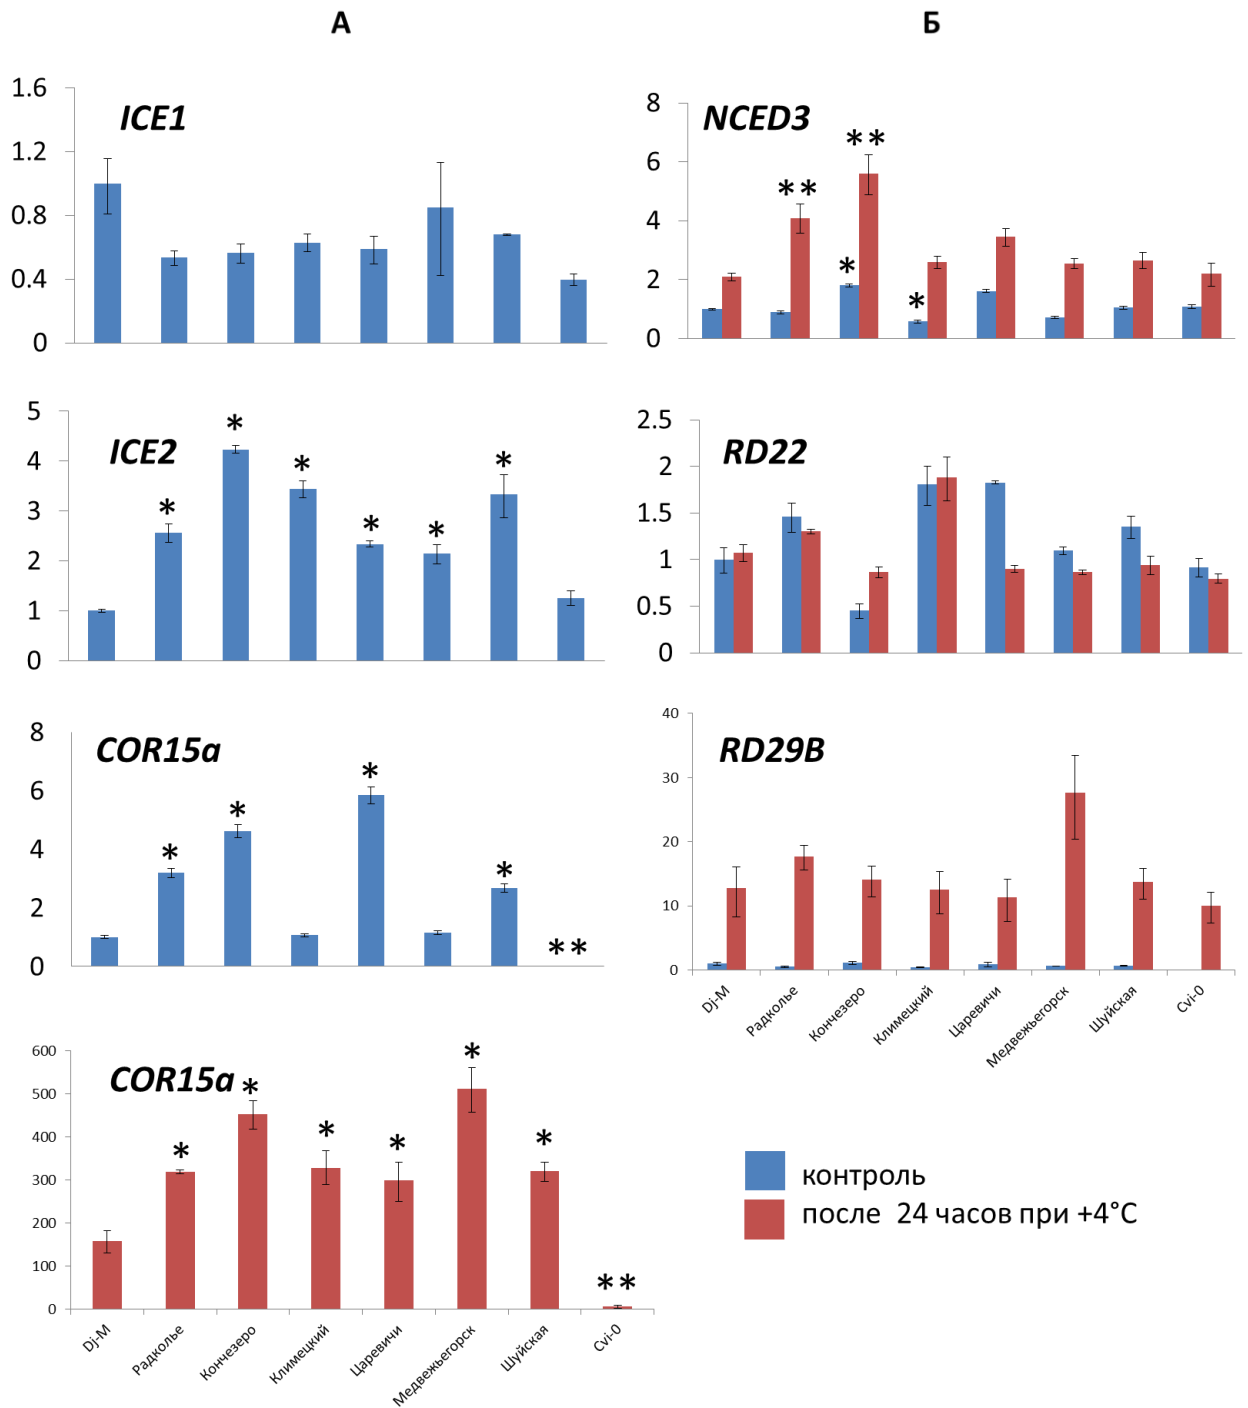 А
Б
ICE1
1.6
1.2
0.8
0.4
0
NCED3
8
6
4
2
0
**
**
*
*
ICE2
5
4
3
2
1
0
*
*
*
*
*
*
RD22
2.5
2
1.5
1
0.5
0
COR15a
8
6
4
2
0
*
*
*
*
**
RD29B
40
30
20
10
0
Dj-M
Радколье
Кончезеро
Климецкий
Царевичи
Медвежьегорск
Шуйская
Cvi-0
COR15a
600
500
400
300
200
100
0
*
*
*
*
*
*
**
Dj-M
Радколье
Кончезеро
Климецкий
Царевичи
Медвежьегорск
Шуйская
Cvi-0
контроль
после 24 часов при +4°С